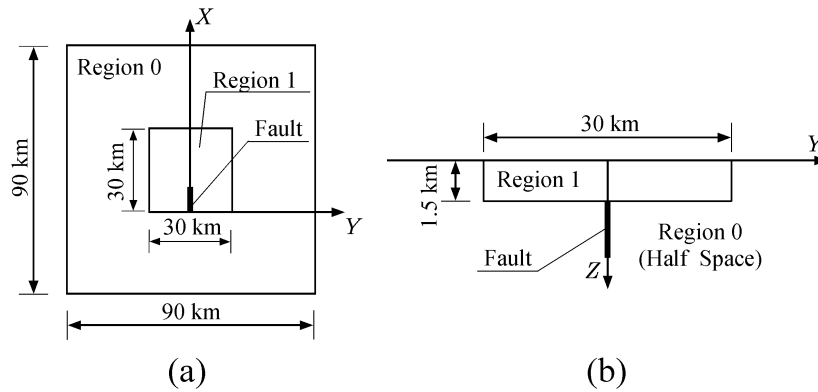 X
Region 0
Region 1
Fault
90 km
30 km
Y
30 km
90 km
(a)
30 km
Y
1.5 km
Region 1
Region 0
(Half Space)
Fault
Z
(b)